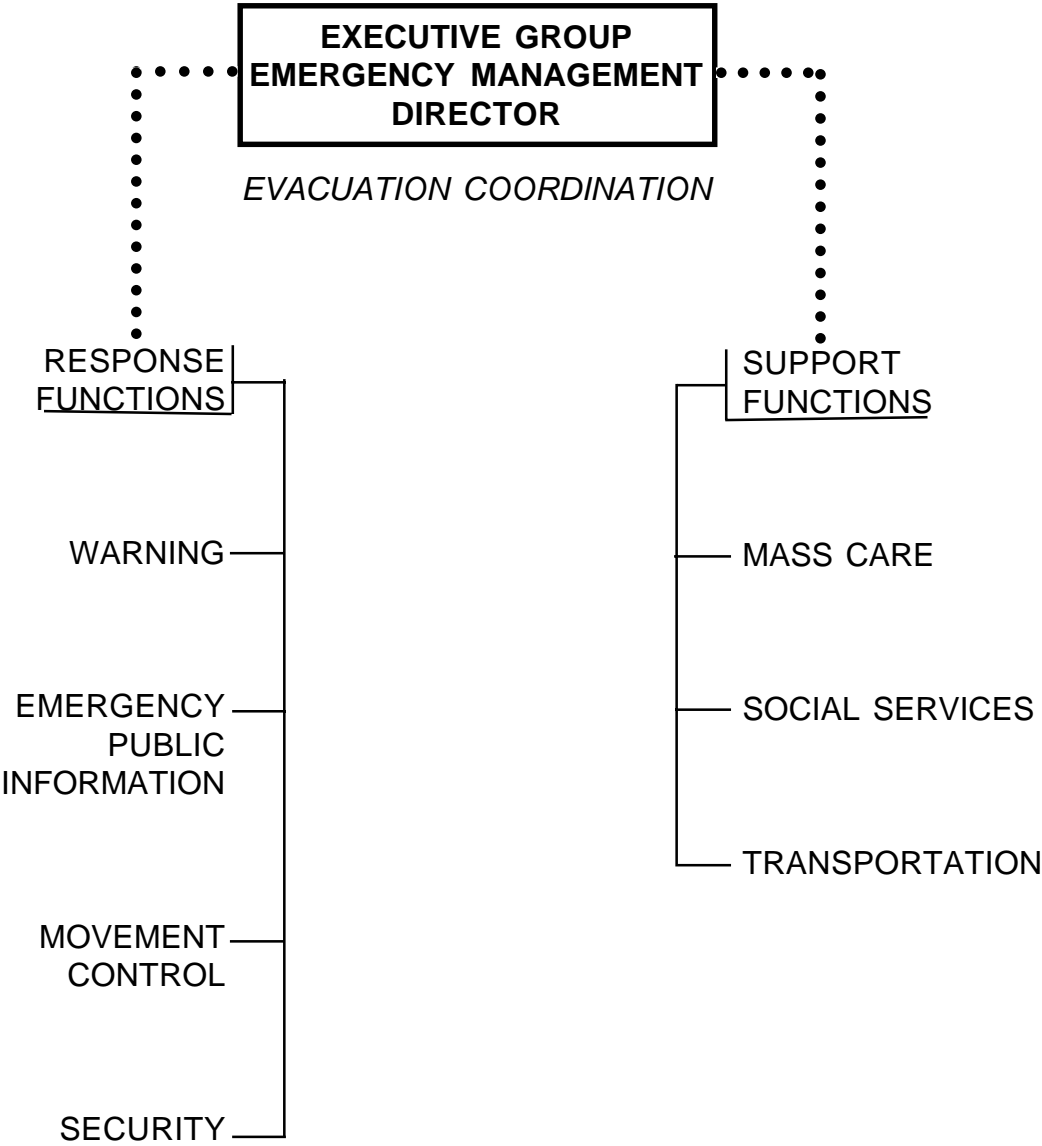 EXECUTIVE GROUP
EMERGENCY MANAGEMENT
DIRECTOR
EVACUATION COORDINATION
RESPONSE
FUNCTIONS
WARNING
EMERGENCY
PUBLIC
INFORMATION
MOVEMENT
CONTROL
SECURITY
SUPPORT
FUNCTIONS
MASS CARE
SOCIAL SERVICES
TRANSPORTATION